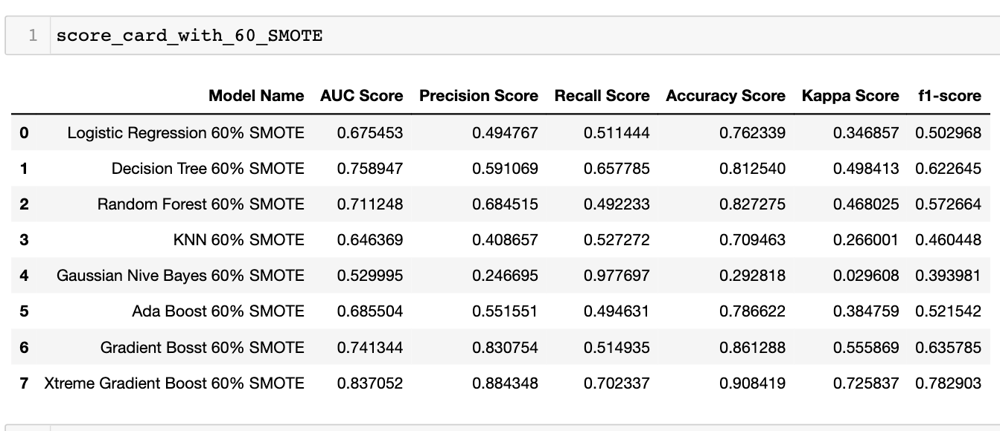 1 score_card_with_60_SMOTE
Model Name AUC Score Precision Score Recall Score Accuracy Score Kappa Score f1-score
0 Logistic Regression 60% SMOTE 0.675453 0.494767 0.511444 0.762339 0.346857 0.502968
1 Decision Tree 60% SMOTE 0.758947 0.591069 0.657785 0.812540 0.498413 0.622645
2 Random Forest 60% SMOTE 0.711248 0.684515 0.492233 0.827275 0.468025 0.572664
3 KNN 60% SMOTE 0.646369 0.408657 0.527272 0.709463 0.266001 0.460448
4 Gaussian Nive Bayes 60% SMOTE 0.529995 0.246695 0.977697 0.292818 0.029608 0.393981
5 Ada Boost 60% SMOTE 0.685504 0.551551 0.494631 0.786622 0.384759 0.521542
6 Gradient Bosst 60% SMOTE 0.741344 0.830754 0.514935 0.861288 0.555869 0.635785
7 Xtreme Gradient Boost 60% SMOTE 0.837052 0.884348 0.702337 0.908419 0.725837 0.782903